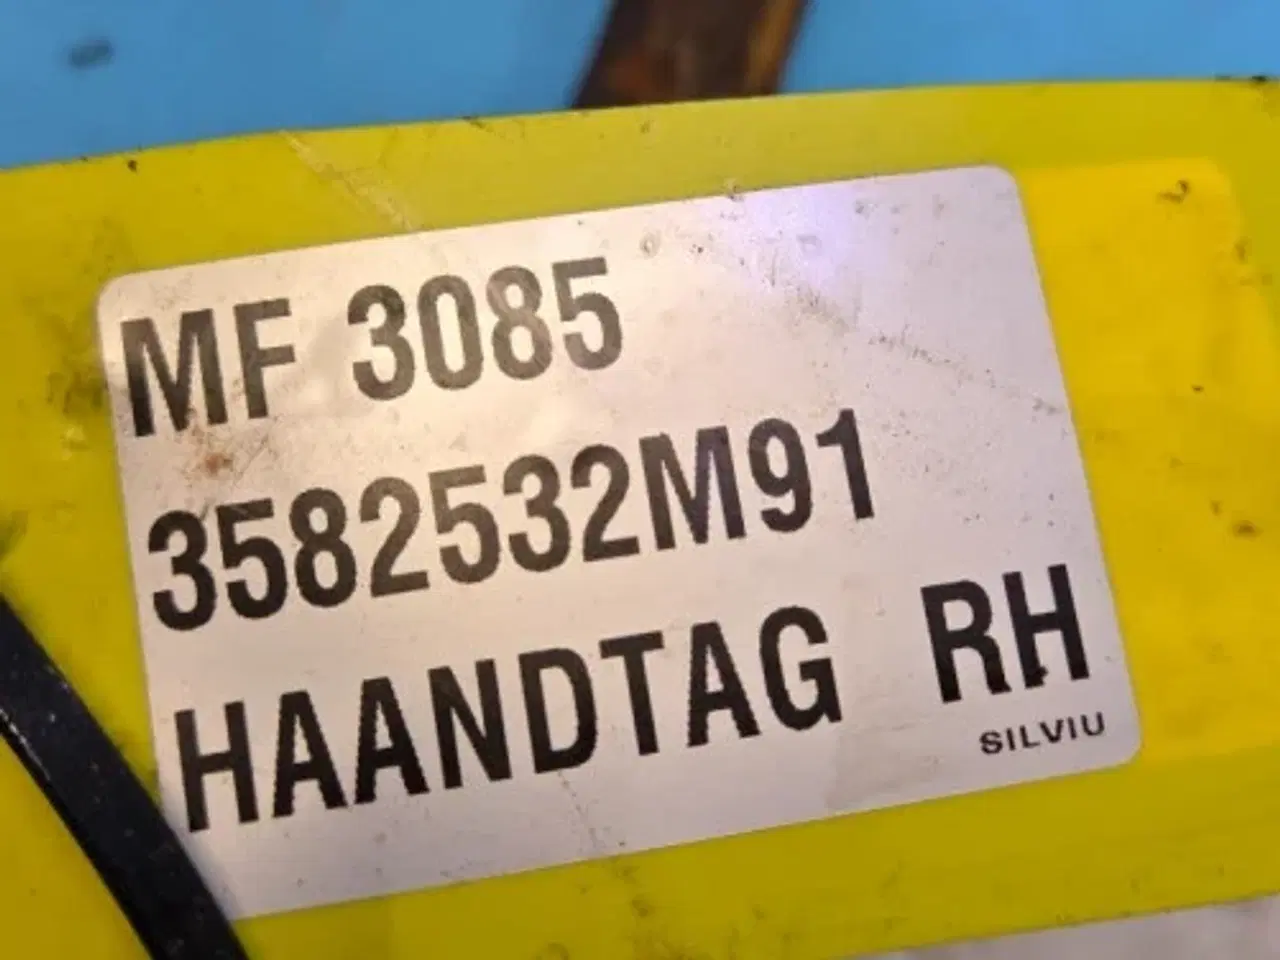 MF 3085
3582532M91
HAANDTAG RH
SILVIU